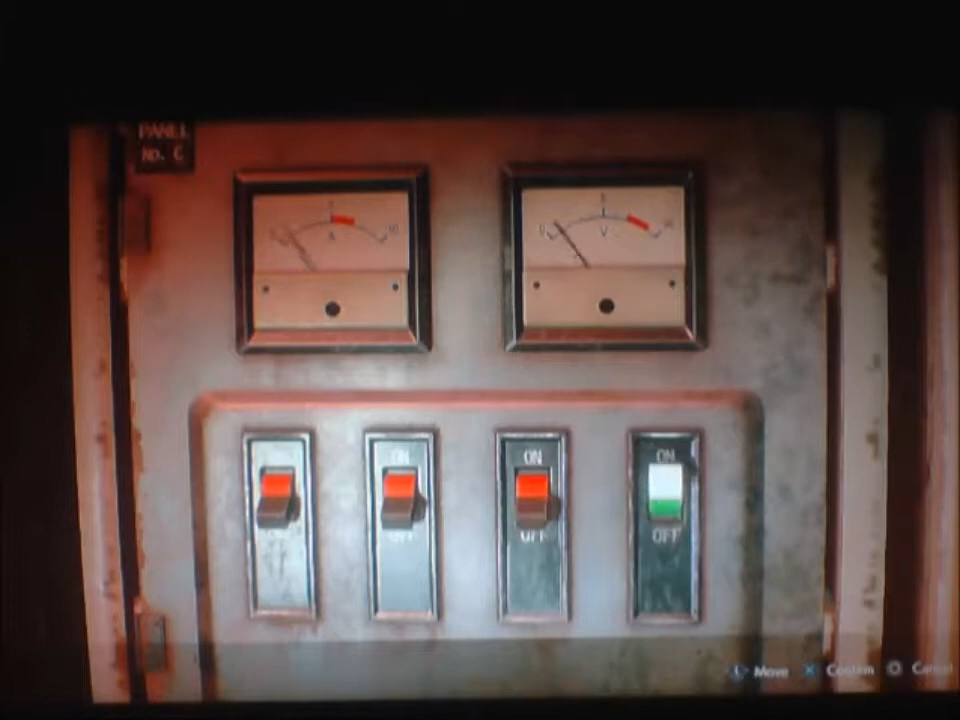 PANEL
No. C
A
V
ON
OFF
ON
OFF
ON
OFF
L Move X Confirm O Cancel